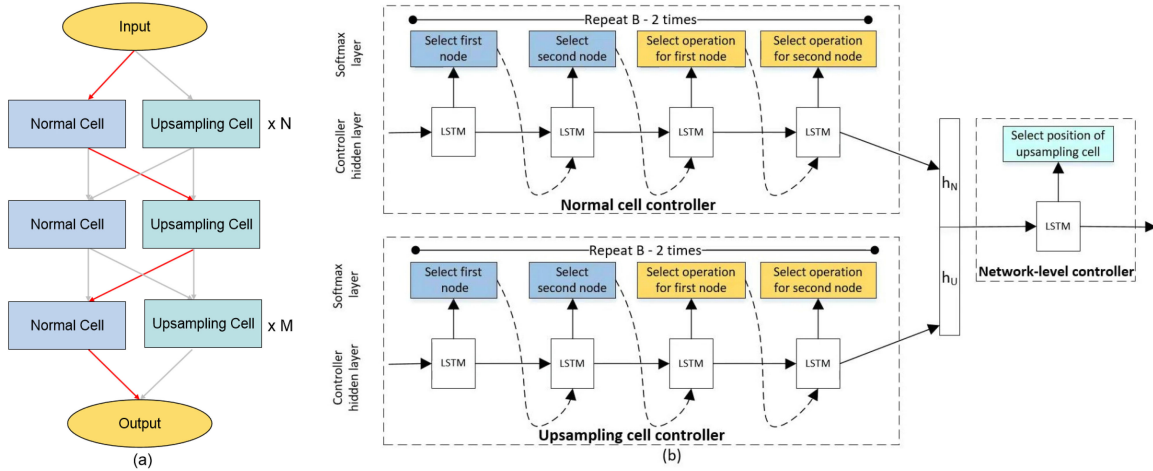 (a)
Input
Normal Cell
Upsampling Cell
x N
Normal Cell
Upsampling Cell
Normal Cell
Upsampling Cell
x M
Output
Repeat B - 2 times
Softmax
layer
Select first
node
Select
second node
Select operation
for first node
Select operation
for second node
Controller
hidden layer
LSTM
LSTM
LSTM
LSTM
Normal cell controller
Repeat B - 2 times
Softmax
layer
Select first
node
Select
second node
Select operation
for first node
Select operation
for second node
Controller
hidden layer
LSTM
LSTM
LSTM
LSTM
Upsampling cell controller
hN
hU
Select position of
upsampling cell
LSTM
Network-level controller
(b)